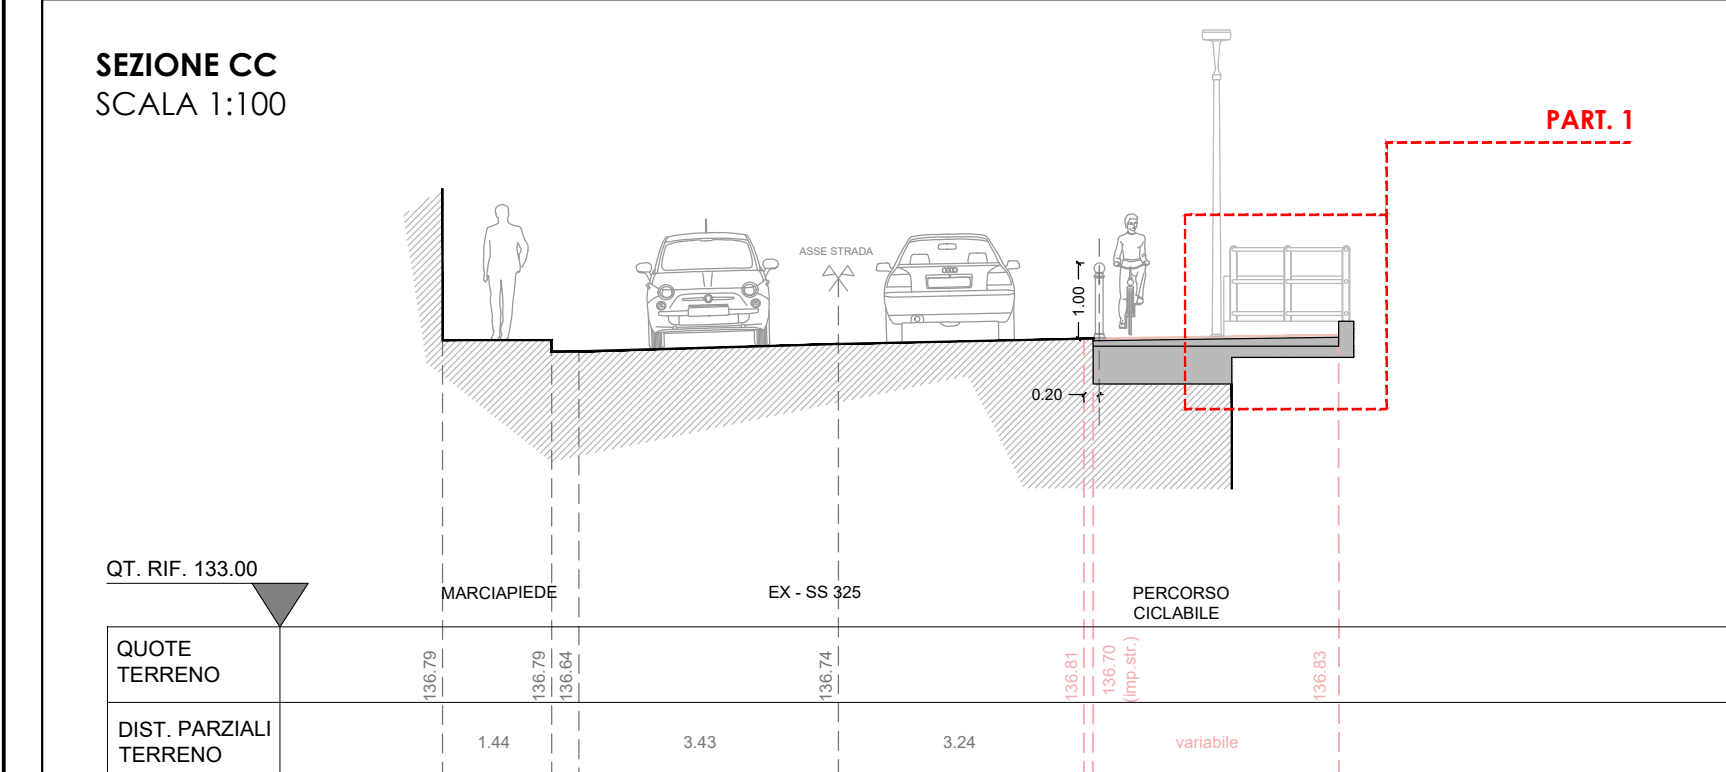 SEZIONE CC
SCALA 1:100
PART. 1
ASSE STRADA
1.00
0.20
QT. RIF. 133.00
MARCIAPIEDE
EX - SS 325
PERCORSO
CICLABILE
QUOTE
TERRENO
136.79
136.79
136.64
136.74
136.81
136.70
(imp.str.)
136.83
DIST. PARZIALI
TERRENO
1.44
3.43
3.24
variabile